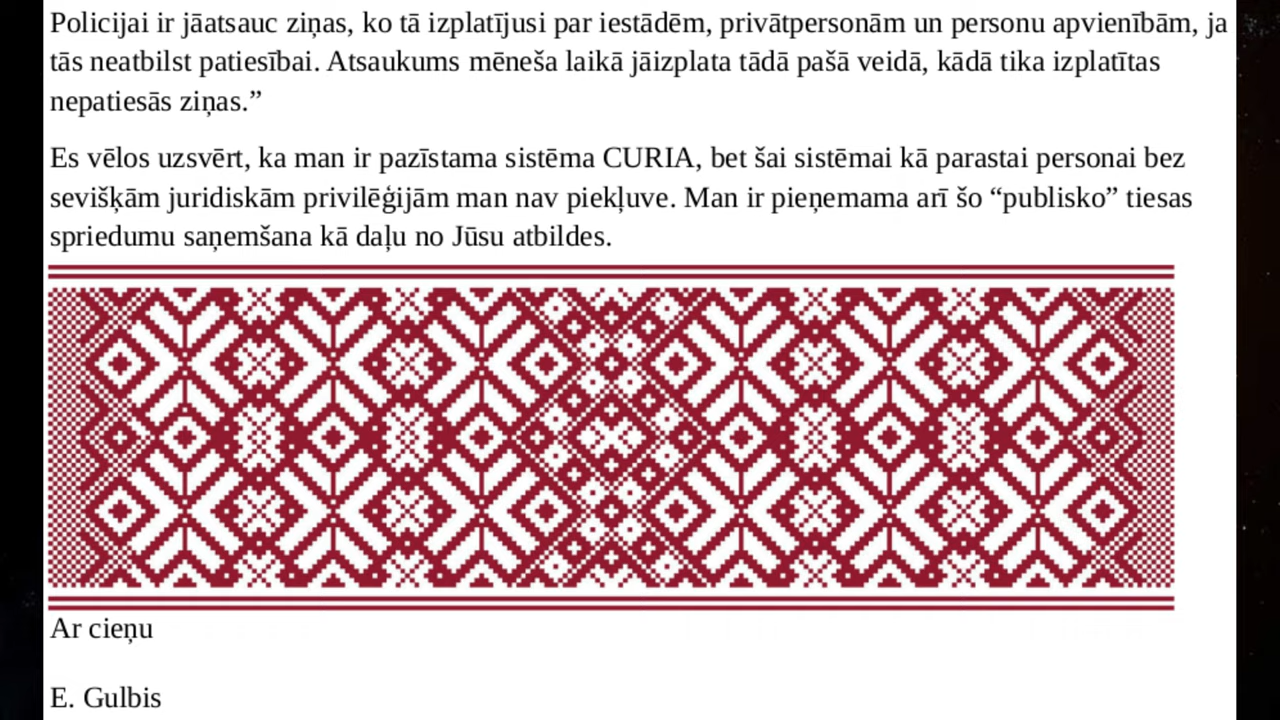 Policijai ir jāatsauc ziņas, ko tā izplatījusi par iestādēm, privātpersonām un personu apvienībām, ja
tās neatbilst patiesībai. Atsaukums mēneša laikā jāizplata tādā pašā veidā, kādā tika izplatītas
nepatiesās ziņas.”
Es vēlos uzsvērt, ka man ir pazīstama sistēma CURIA, bet šai sistēmai kā parastai personai bez
sevišķām juridiskām privilēģijām man nav piekļuve. Man ir pieņemama arī šo “publisko” tiesas
spriedumu saņemšana kā daļu no Jūsu atbildes.
Ar cieņu
E. Gulbis